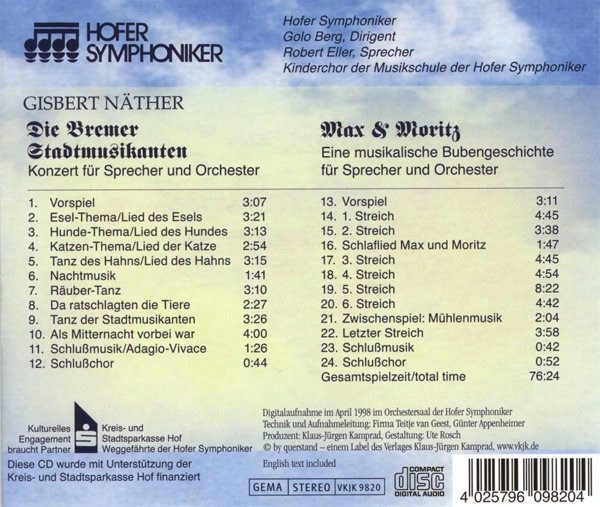 HOFER
SYMPHONIKER
Hofer Symphoniker
Golo Berg, Dirigent
Robert Eller, Sprecher
Kinderchor der Musikschule der Hofer Symphoniker
GISBERT NÄTHER
Die Bremer
Stadtmusikanten
Konzert für Sprecher und Orchester
1. Vorspiel 3:07
2. Esel-Thema/Lied des Esels 3:21
3. Hunde-Thema/Lied des Hundes 3:13
4. Katzen-Thema/Lied der Katze 2:54
5. Tanz des Hahns/Lied des Hahns 3:15
6. Nachtmusik 1:41
7. Räuber-Tanz 3:10
8. Da ratschlagten die Tiere 2:27
9. Tanz der Stadtmusikanten 3:26
10. Als Mitternacht vorbei war 4:00
11. Schlußmusik/Adagio-Vivace 1:26
12. Schlußchor 0:44
Max & Moritz
Eine musikalische Bubengeschichte
für Sprecher und Orchester
13. Vorspiel 3:11
14. 1. Streich 4:45
15. 2. Streich 3:38
16. Schlaflied Max und Moritz 1:47
17. 3. Streich 4:45
18. 4. Streich 4:54
19. 5. Streich 8:22
20. 6. Streich 4:42
21. Zwischenspiel: Mühlenmusik 2:04
22. Letzter Streich 3:58
23. Schlußmusik 0:42
24. Schlußchor 0:52
Gesamtspielzeit/total time 76:24
Kulturelles
Engagement
braucht Partner
Kreis- und
Stadtsparkasse Hof
Weggefährte der Hofer Symphoniker
Diese CD wurde mit Unterstützung der
Kreis- und Stadtsparkasse Hof finanziert
Digitalaufnahme im April 1998 im Orchestersaal der Hofer Symphoniker
Technik und Aufnahmeleitung: Firma Teitje van Geest, Günter Appenheimer
Produzent: Klaus-Jürgen Kamprad, Gestaltung: Ute Rosch
© by querstand – einem Label des Verlages Klaus-Jürgen Kamprad, www.vkjk.de.
English text included
GEMA STEREO VKJK 9820
COMPACT
disc
DIGITAL AUDIO
4 025796 098204